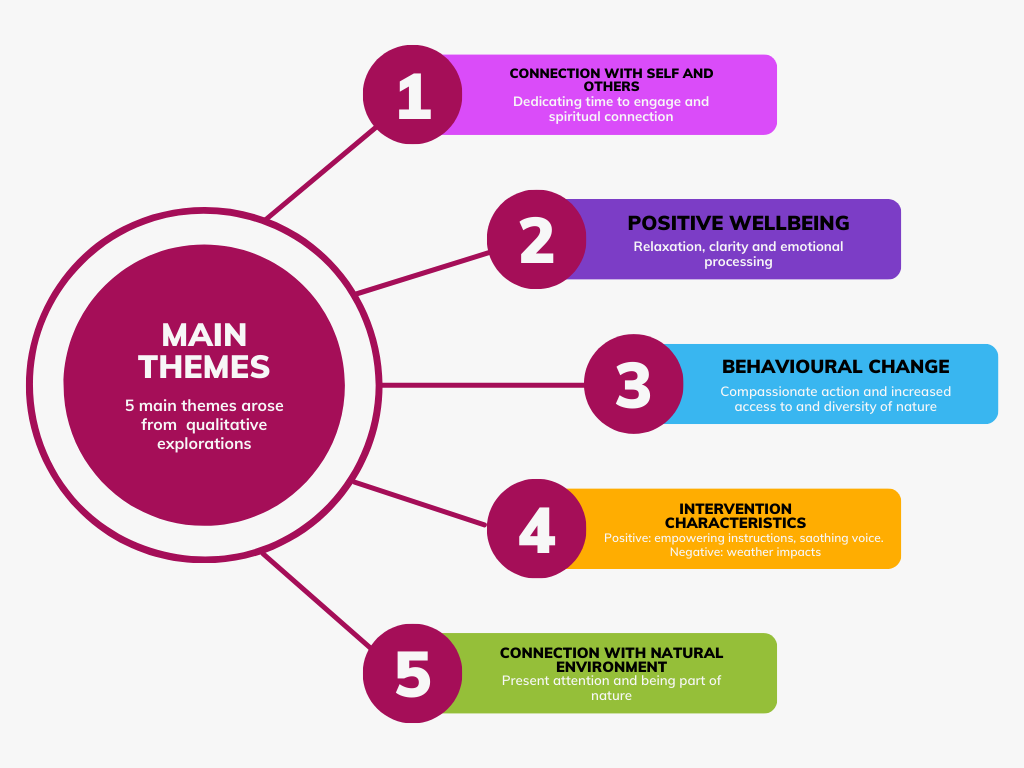 MAIN
THEMES
5 main themes arose
from qualitative
explorations
1
CONNECTION WITH SELF AND
OTHERS
Dedicating time to engage and
spiritual connection
2
POSITIVE WELLBEING
Relaxation, clarity and emotional
processing
3
BEHAVIOURAL CHANGE
Compassionate action and increased
access to and diversity of nature
4
INTERVENTION
CHARACTERISTICS
Positive: empowering instructions, saothing voice.
Negative: weather impacts
5
CONNECTION WITH NATURAL
ENVIRONMENT
Present attention and being part of
nature